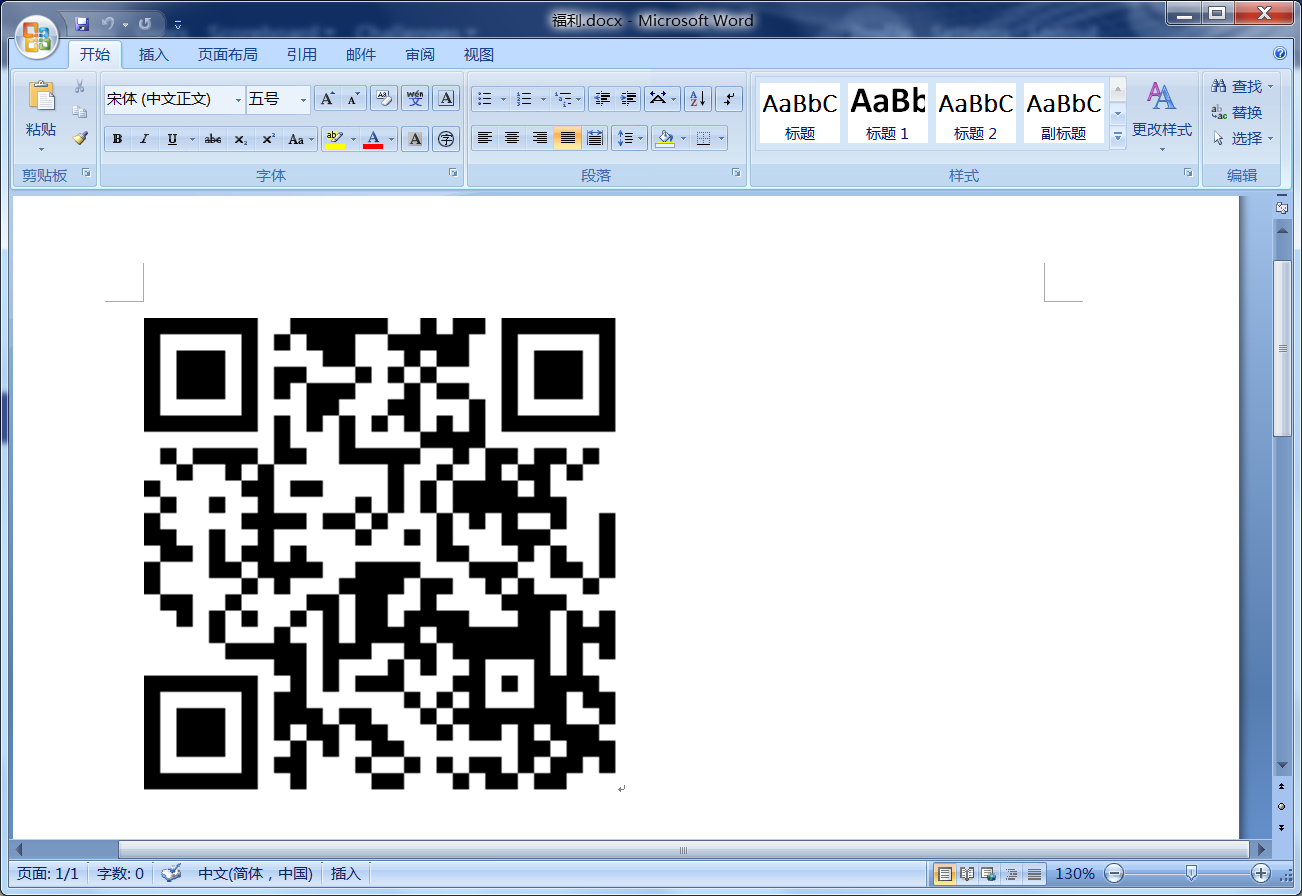 福利.docx - Microsoft Word
开始 插入 页面布局 引用 邮件 审阅 视图
宋体 (中文正文) 五号
AaBbC AaBb AaBbC AaBbC
标题 标题 1 标题 2 副标题
粘贴
更改样式
查找
替换
选择
剪贴板 字体 段落 样式 编辑
页面: 1/1 字数: 0 中文(简体，中国) 插入 130%